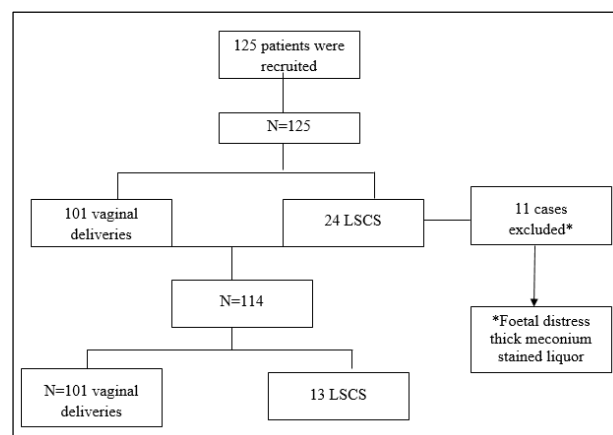 125 patients were
recruited
N=125
101 vaginal
deliveries
24 LSCS
11 cases
excluded*
N=114
*Foetal distress
thick meconium
stained liquor
N=101 vaginal
deliveries
13 LSCS